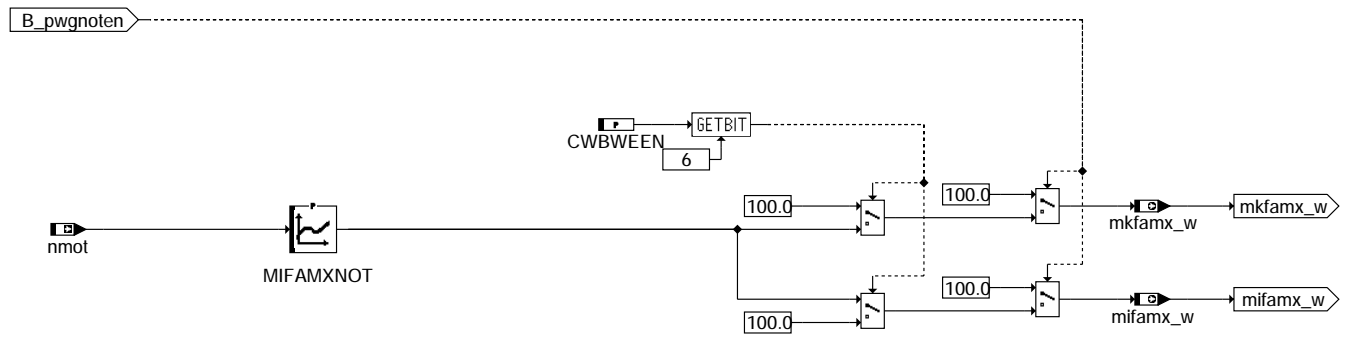 B_pwgnoten
P
CWBWEEN
GETBIT
6
100.0
100.0
nmot
P
MIFAMXNOT
mkfamx_w
mkfamx_w
100.0
100.0
mifamx_w
mifamx_w